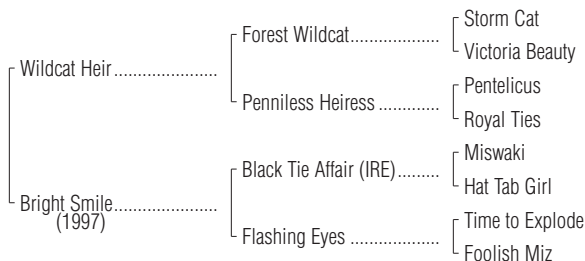 Storm Cat
Forest Wildcat....................
Victoria Beauty
Wildcat Heir.......................
Pentelicus
Penniless Heiress..............
Royal Ties
Miswaki
Black Tie Affair (IRE).........
Hat Tab Girl
Bright Smile.......................
(1997)
Time to Explode
Flashing Eyes....................
Foolish Miz